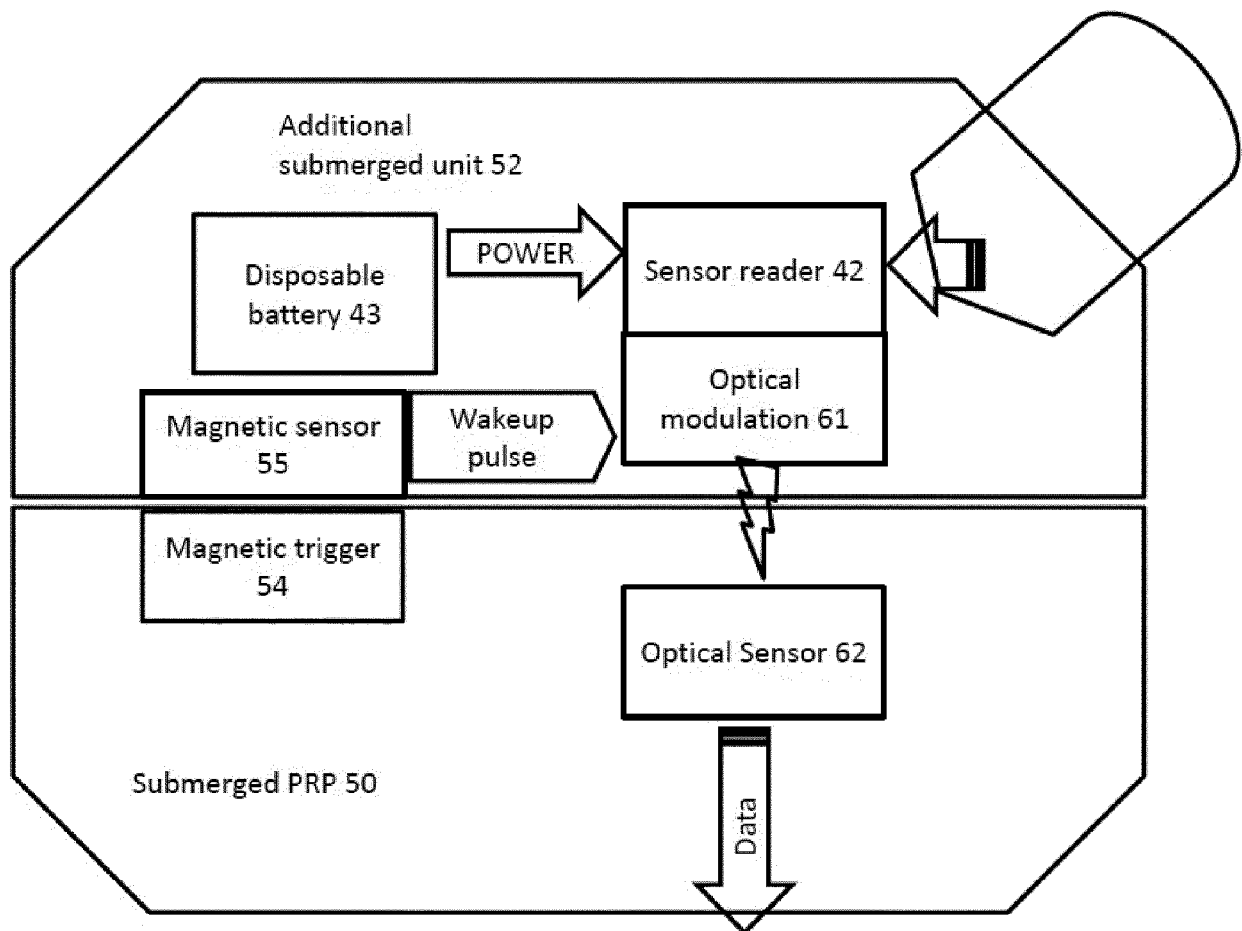 Additional
submerged unit 52
POWER
Sensor reader 42
Disposable
battery 43
Optical
modulation 61
Magnetic sensor
55
Wakeup
pulse
Magnetic trigger
54
Optical Sensor 62
Submerged PRP 50
Data